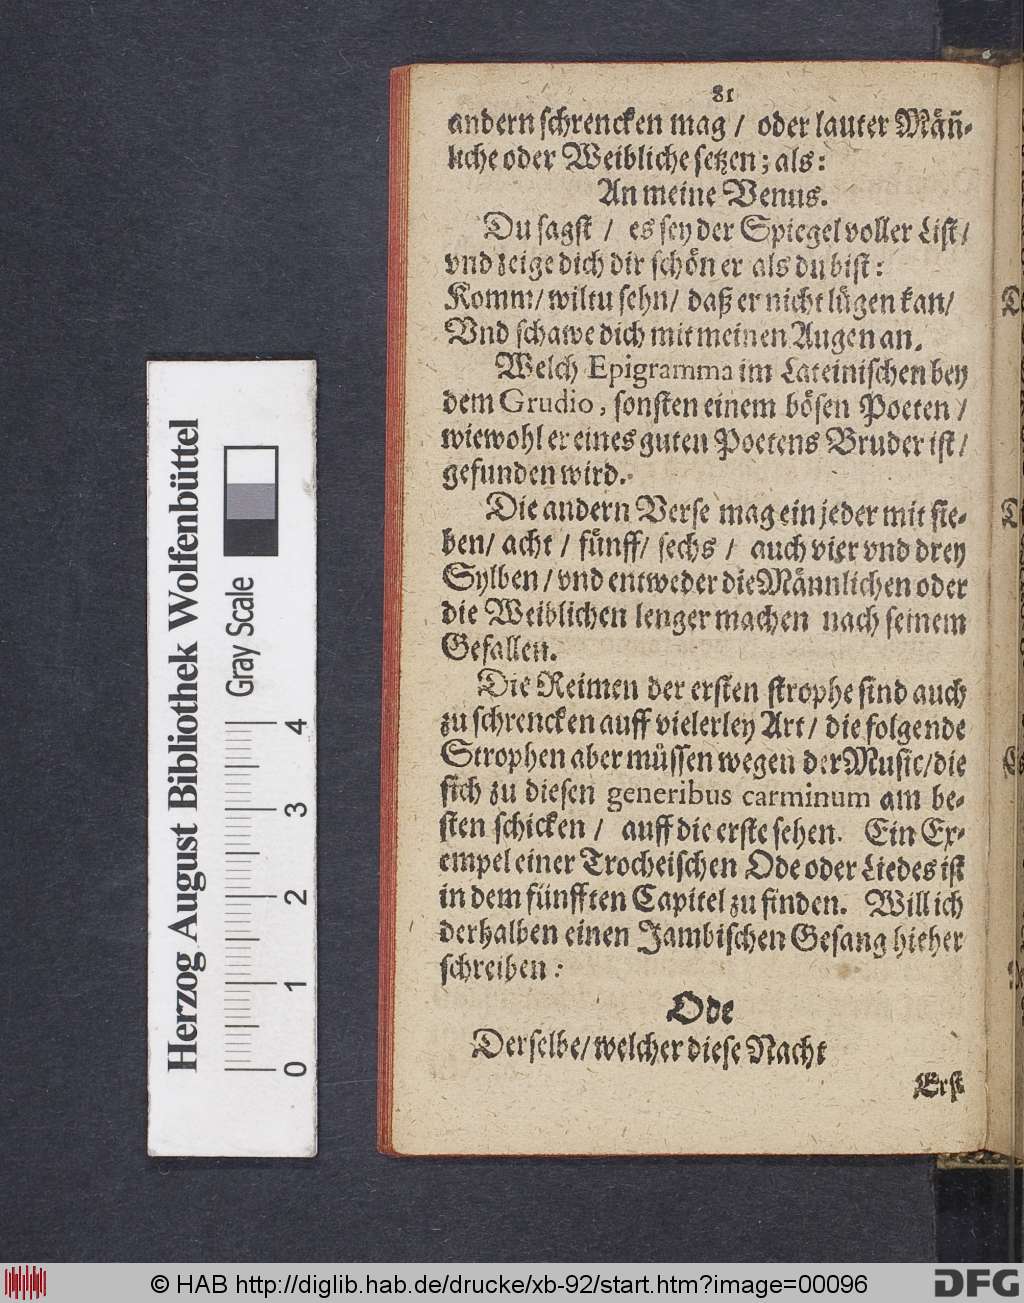 81
andern schrencken mag / oder lauter Mäñ-
liche oder Weibliche setzen; als:
An meine Venus.
Du sagst / es sey der Spiegel voller List /
vnd zeige dich dir schöner als du bist:
Komm / wiltu sehn / daß er nicht lügen kan /
Vnd schawe dich mit meinen Augen an.
Welch Epigramma im Lateinischen bey
dem Grudio, sonsten einem bösen Poeten /
wiewohl er eines guten Poetens Bruder ist /
gefunden wird.
Die andern Verse mag ein jeder mit sie-
ben / acht / fünff / sechs / auch vier vnd drey
Sylben / vnd entweder die Männlichen oder
die Weiblichen lenger machen nach seinem
Gefallen.
Die Reimen der ersten strophe sind auch
zu schrencken auff vielerley Art / die folgende
Strophen aber müssen wegen der Music / die
sich zu diesen generibus carminum am be-
sten schicken / auff die erste sehen. Ein Ex-
empel einer Trocheischen Ode oder Liedes ist
in dem fünfften Capitel zu finden. Will ich
derhalben einen Jambischen Gesang hieher
schreiben:
Ode
Derselbe / welcher diese Nacht
Erst
Herzog August Bibliothek Wolfenbüttel
Gray Scale
0 1 2 3 4
© HAB http://diglib.hab.de/drucke/xb-92/start.htm?image=00096
DFG